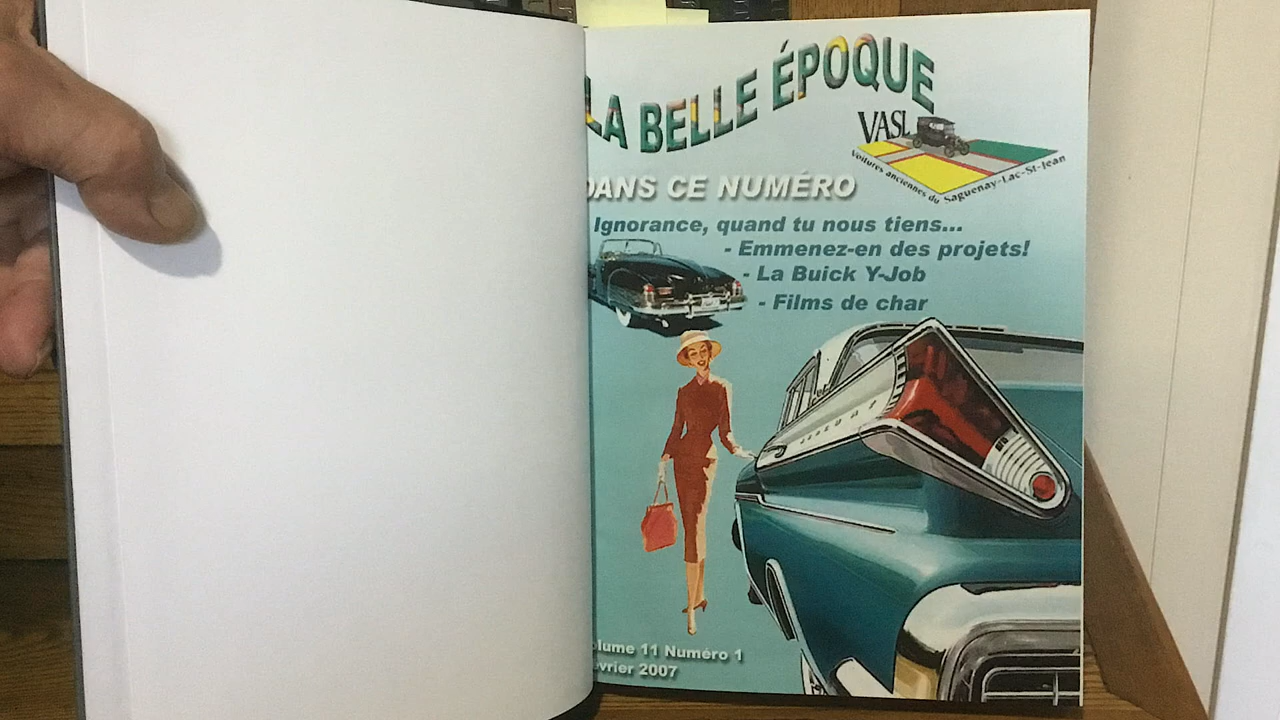 LA BELLE ÉPOQUE
VASL
Voitures anciennes du Saguenay-Lac-St-Jean
DANS CE NUMÉRO
Ignorance, quand tu nous tiens...
- Emmenez-en des projets!
- La Buick Y-Job
- Films de char
olume 11 Numéro 1
évrier 2007